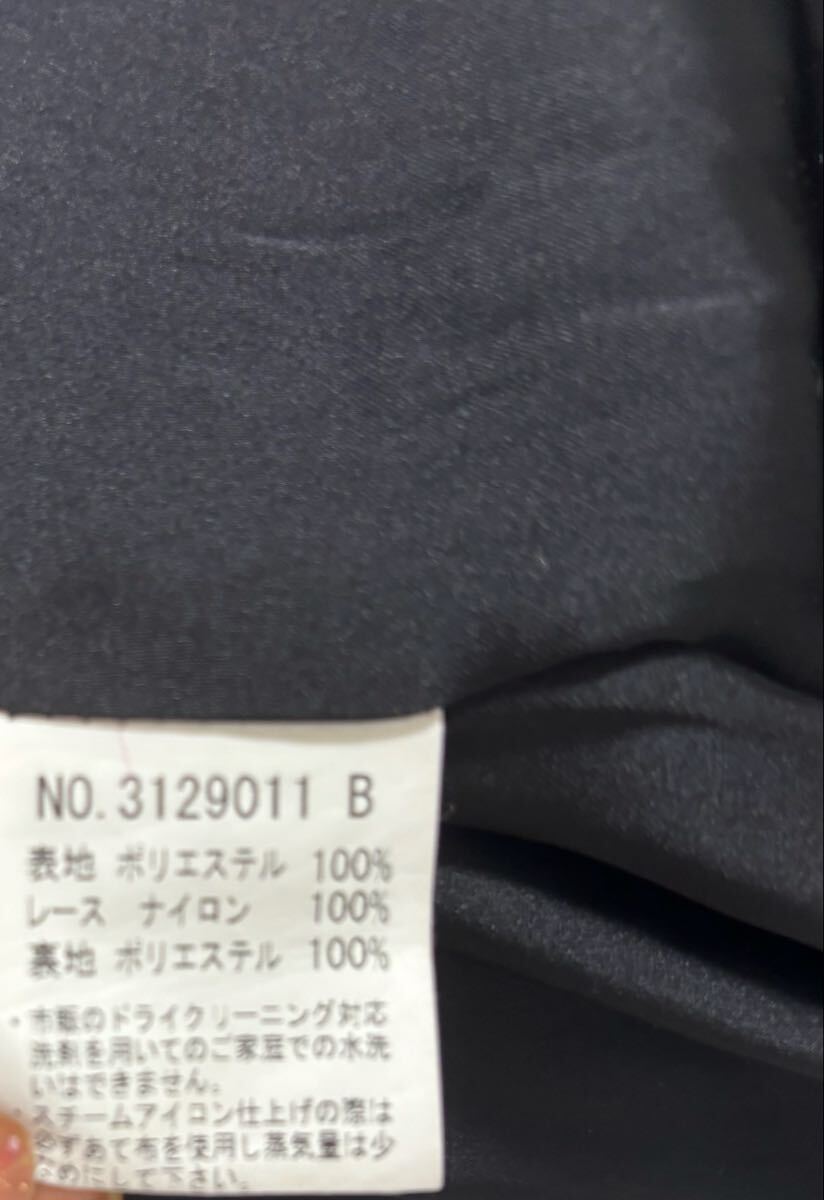 NO.3129011 B
表地 ポリエステル 100%
レース ナイロン 100%
裏地 ポリエステル 100%
・市販のドライクリーニング対応
洗剤を用いてのご家庭での水洗
いはできません。
・スチームアイロン仕上げの際は
必ずあて布を使用し蒸気量は少
なめにして下さい。